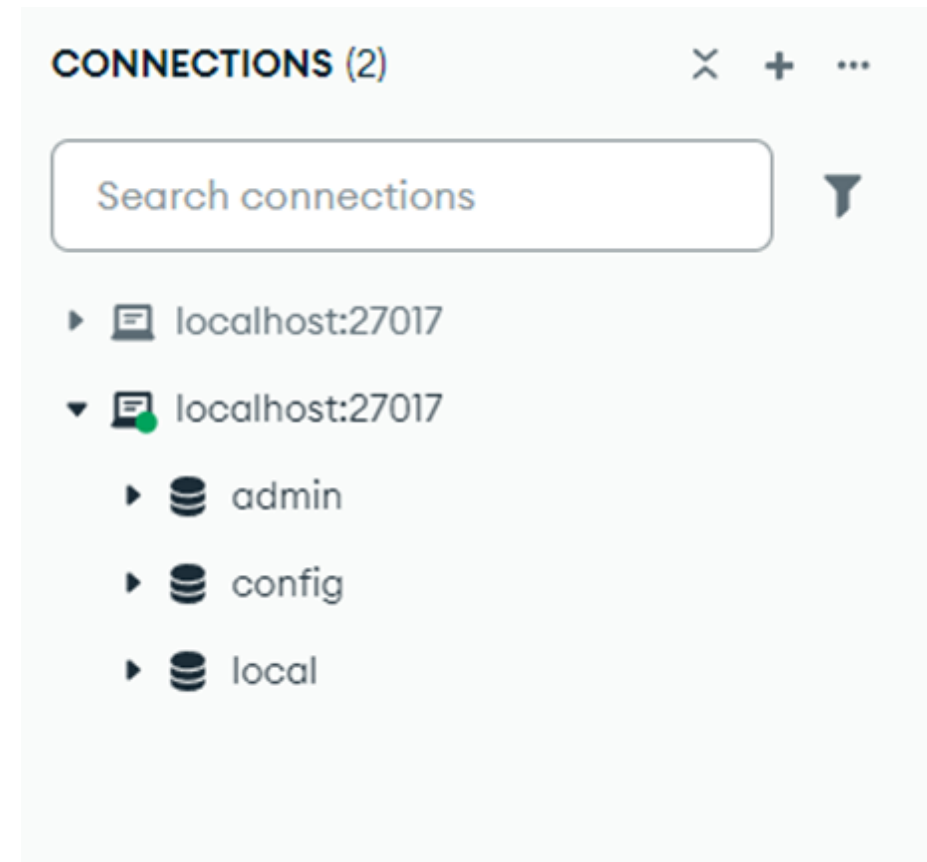 CONNECTIONS (2)
Search connections
localhost:27017
localhost:27017
admin
config
local